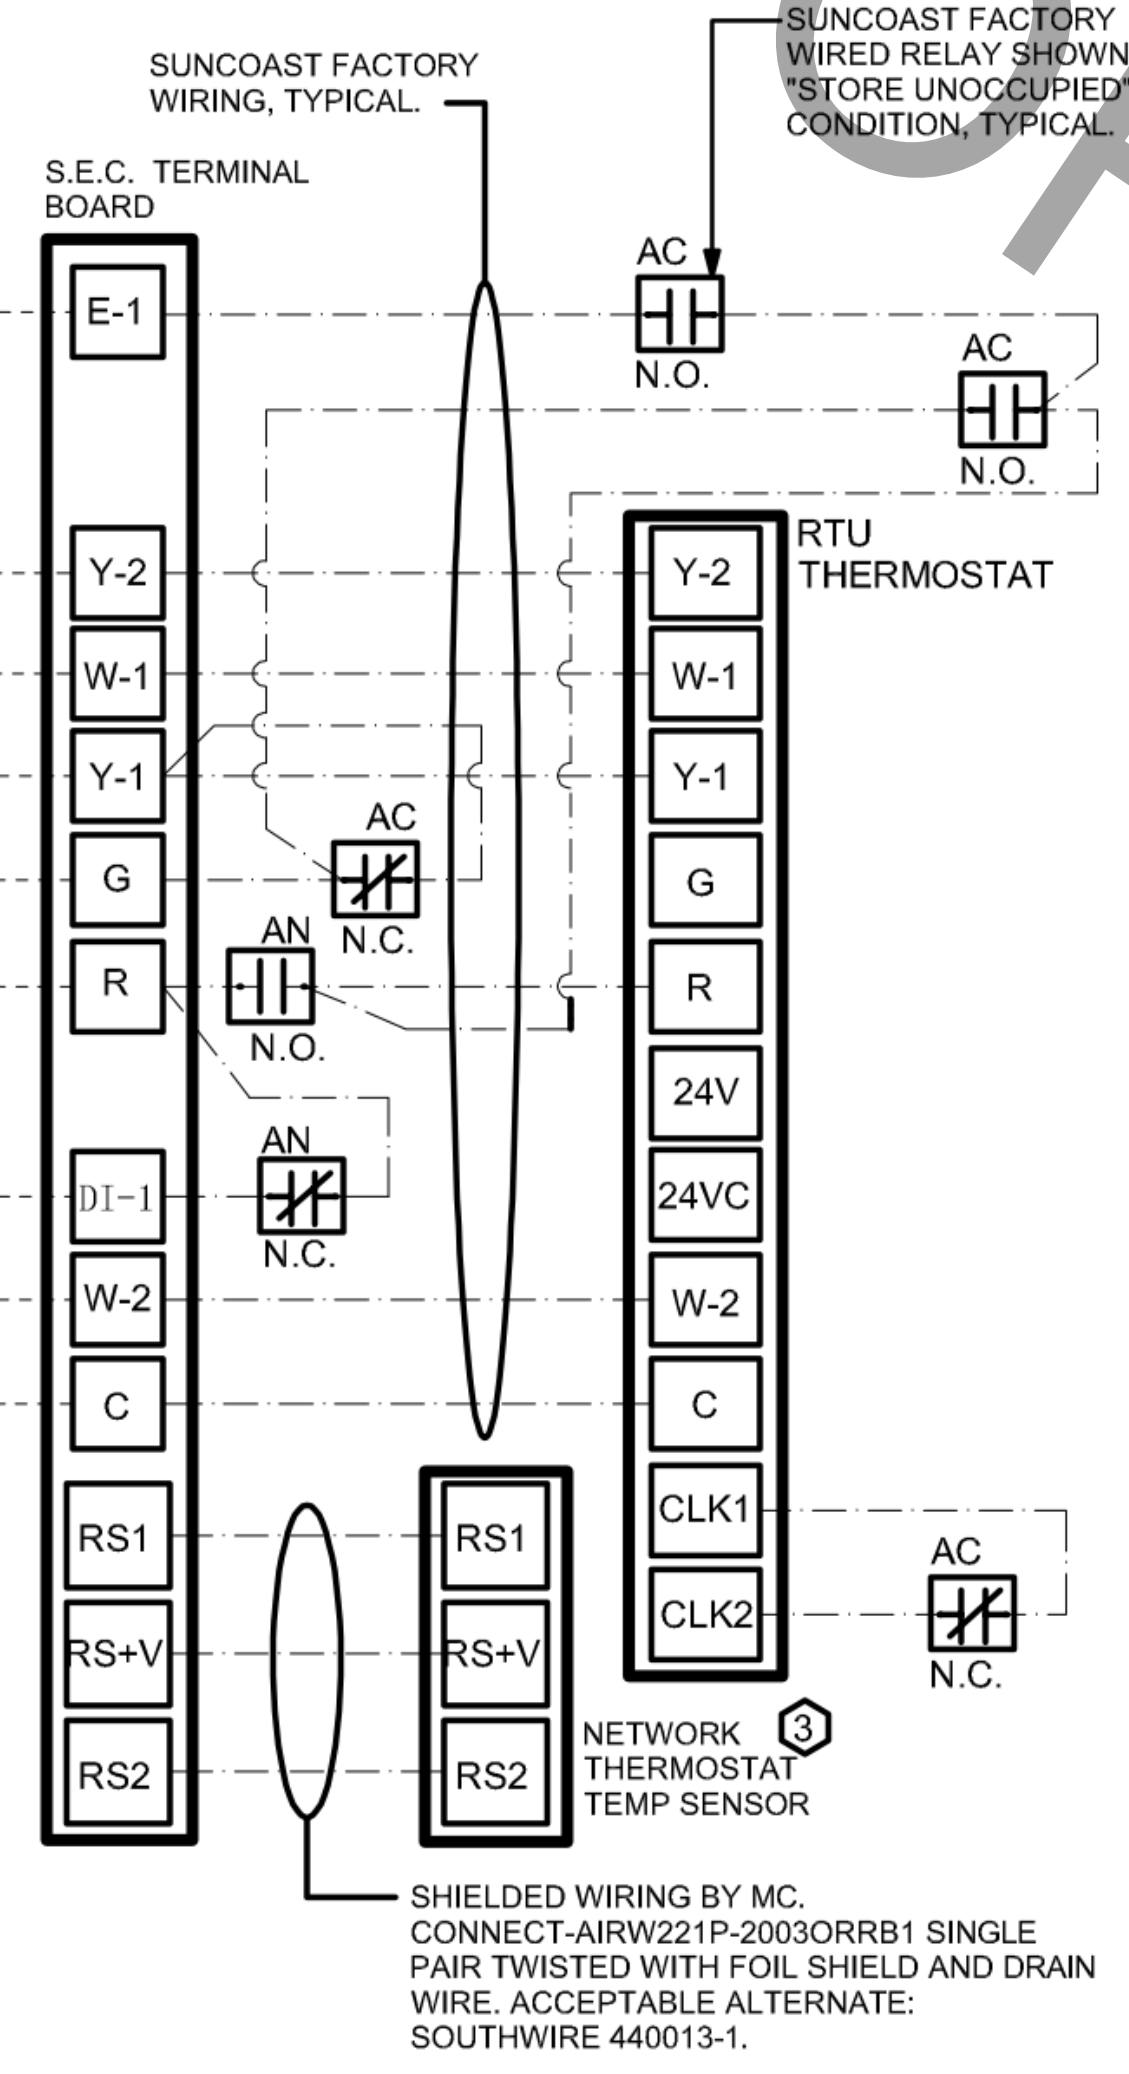 SUNCOAST FACTORY
WIRED RELAY SHOWN
"STORE UNOCCUPIED"
CONDITION, TYPICAL.
SUNCOAST FACTORY
WIRING, TYPICAL.
S.E.C. TERMINAL
BOARD
E-1
AC
N.O.
AC
N.O.
RTU
THERMOSTAT
Y-2
Y-2
W-1
W-1
Y-1
Y-1
AC
G
N.C.
G
AN
R
N.O.
R
24V
AN
DI-1
N.C.
24VC
W-2
W-2
C
C
RS1
RS1
CLK1
AC
CLK2
N.C.
RS+V
RS+V
RS2
RS2
NETWORK
THERMOSTAT
TEMP SENSOR
3
SHIELDED WIRING BY MC.
CONNECT-AIRW221P-2003ORRB1 SINGLE
PAIR TWISTED WITH FOIL SHIELD AND DRAIN
WIRE. ACCEPTABLE ALTERNATE:
SOUTHWIRE 440013-1.